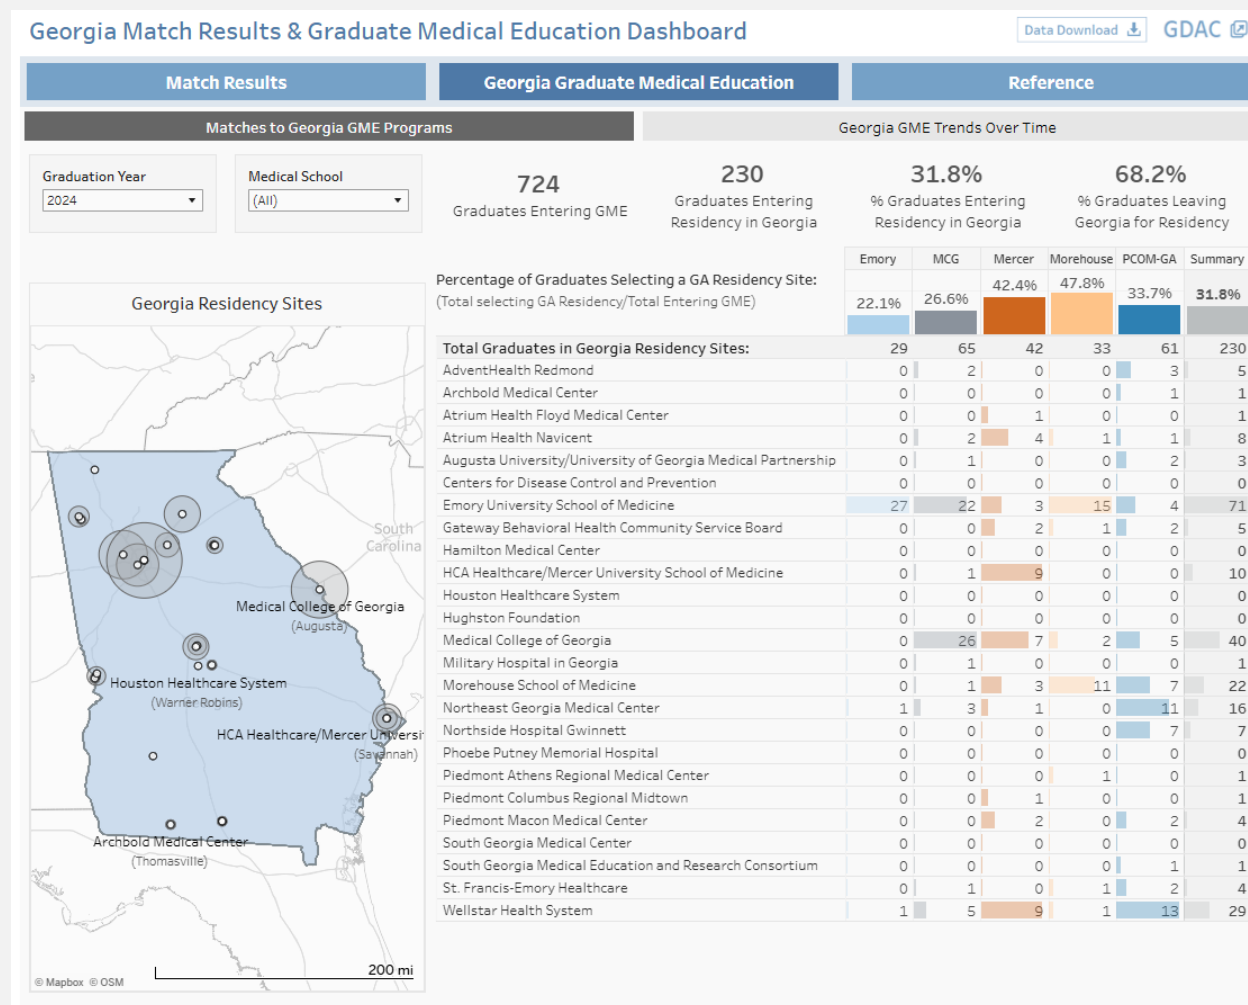 Georgia Match Results & Graduate Medical Education Dashboard
Data Download
GDAC
Match Results
Georgia Graduate Medical Education
Reference
Matches to Georgia GME Programs
Georgia GME Trends Over Time
Graduation Year
2024
Medical School
(All)
724
Graduates Entering GME
230
Graduates Entering
Residency in Georgia
31.8%
% Graduates Entering
Residency in Georgia
68.2%
% Graduates Leaving
Georgia for Residency
Emory MCG Mercer Morehouse PCOM-GA Summary
Percentage of Graduates Selecting a GA Residency Site:
(Total selecting GA Residency/Total Entering GME)
22.1% 26.6% 42.4% 47.8% 33.7% 31.8%
Total Graduates in Georgia Residency Sites: 29 65 42 33 61 230
AdventHealth Redmond 0 2 0 0 3 5
Archbold Medical Center 0 0 0 0 1 1
Atrium Health Floyd Medical Center 0 0 1 0 0 1
Atrium Health Navicent 0 2 4 1 1 8
Augusta University/University of Georgia Medical Partnership 0 1 0 0 2 3
Centers for Disease Control and Prevention 0 0 0 0 0 0
Emory University School of Medicine 27 22 3 15 4 71
Gateway Behavioral Health Community Service Board 0 0 2 1 2 5
Hamilton Medical Center 0 0 0 0 0 0
HCA Healthcare/Mercer University School of Medicine 0 1 9 0 0 10
Houston Healthcare System 0 0 0 0 0 0
Hughston Foundation 0 0 0 0 0 0
Medical College of Georgia 0 26 7 2 5 40
Military Hospital in Georgia 0 1 0 0 0 1
Morehouse School of Medicine 0 1 3 11 7 22
Northeast Georgia Medical Center 1 3 1 0 11 16
Northside Hospital Gwinnett 0 0 0 0 7 7
Phoebe Putney Memorial Hospital 0 0 0 0 0 0
Piedmont Athens Regional Medical Center 0 0 0 1 0 1
Piedmont Columbus Regional Midtown 0 0 1 0 0 1
Piedmont Macon Medical Center 0 0 2 0 2 4
South Georgia Medical Center 0 0 0 0 0 0
South Georgia Medical Education and Research Consortium 0 0 0 0 1 1
St. Francis-Emory Healthcare 0 1 0 1 2 4
Wellstar Health System 1 5 9 1 13 29
Georgia Residency Sites
South
Carolina
Medical College of Georgia
(Augusta)
Houston Healthcare System
(Warner Robins)
HCA Healthcare/Mercer Universi
(Savannah)
Archbold Medical Center
(Thomasville)
200 mi
© Mapbox © OSM